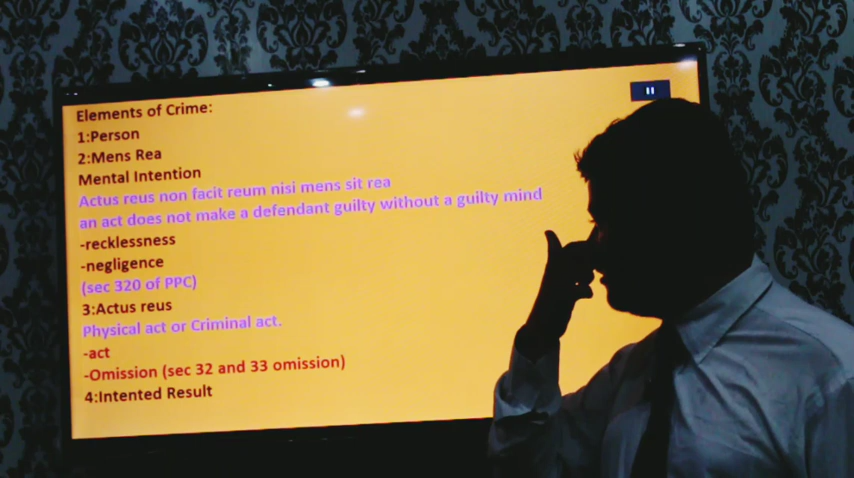 Elements of Crime:
1:Person
2:Mens Rea
Mental Intention
Actus reus non facit reum nisi mens sit rea
an act does not make a defendant guilty without a guilty mind
-recklessness
-negligence
(sec 320 of PPC)
3:Actus reus
Physical act or Criminal act.
-act
-Omission (sec 32 and 33 omission)
4:Intented Result